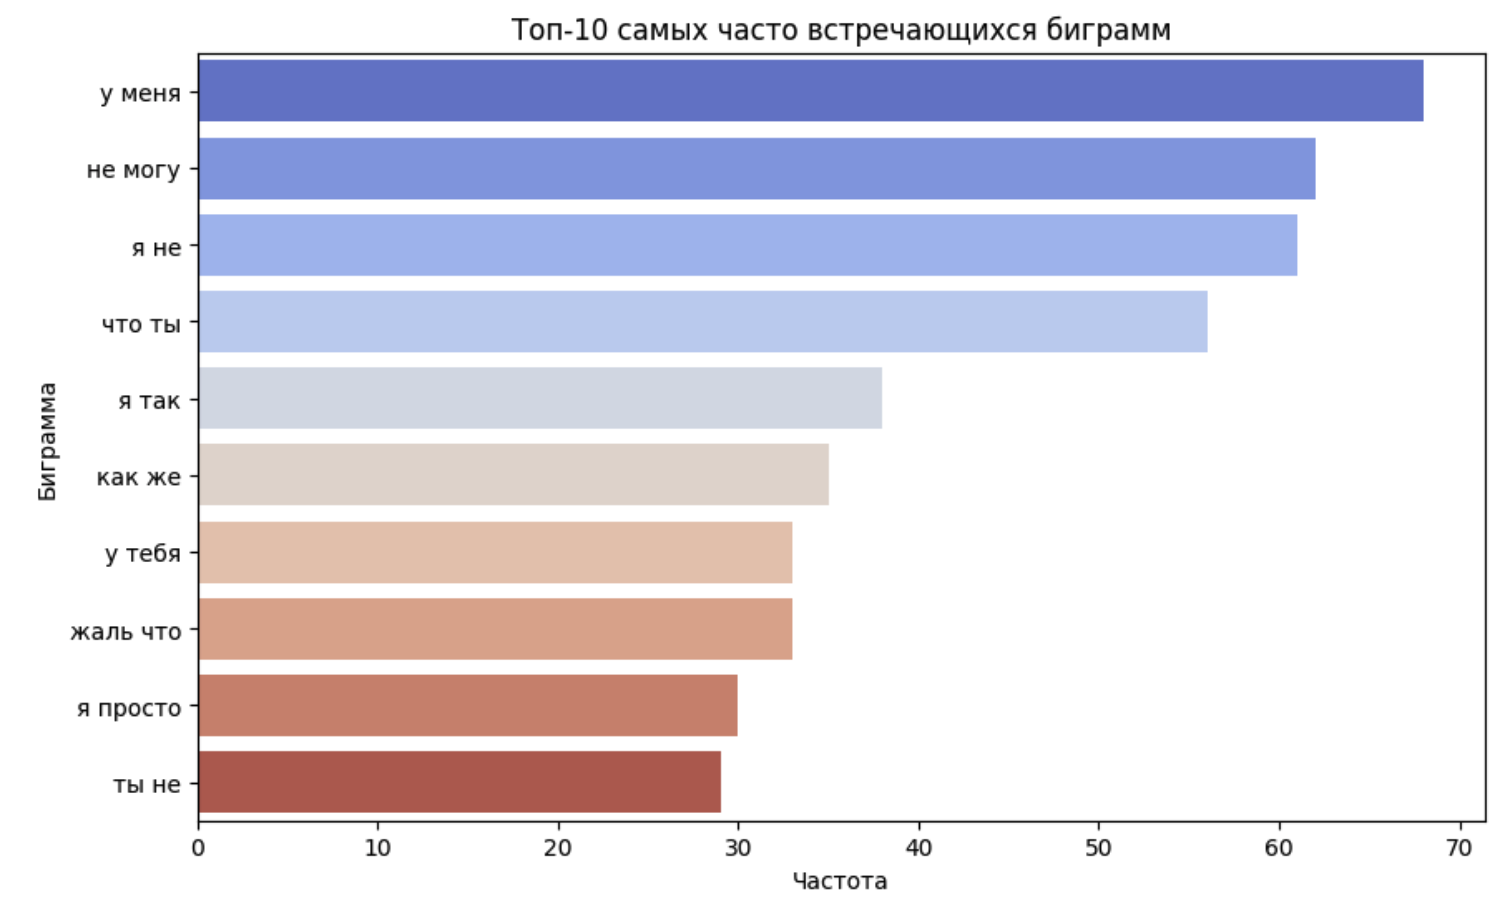 Топ-10 самых часто встречающихся биграмм
у меня
не могу
я не
что ты
я так
как же
у тебя
жаль что
я просто
ты не
Биграмма
0 10 20 30 40 50 60 70
Частота